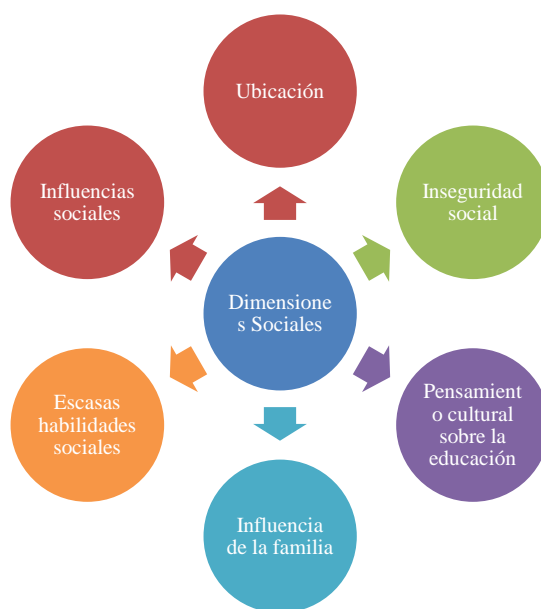 Ubicación
Influencias
sociales
Inseguridad
social
Dimensione
s Sociales
Escasas
habilidades
sociales
Pensamient
o cultural
sobre la
educación
Influencia
de la familia